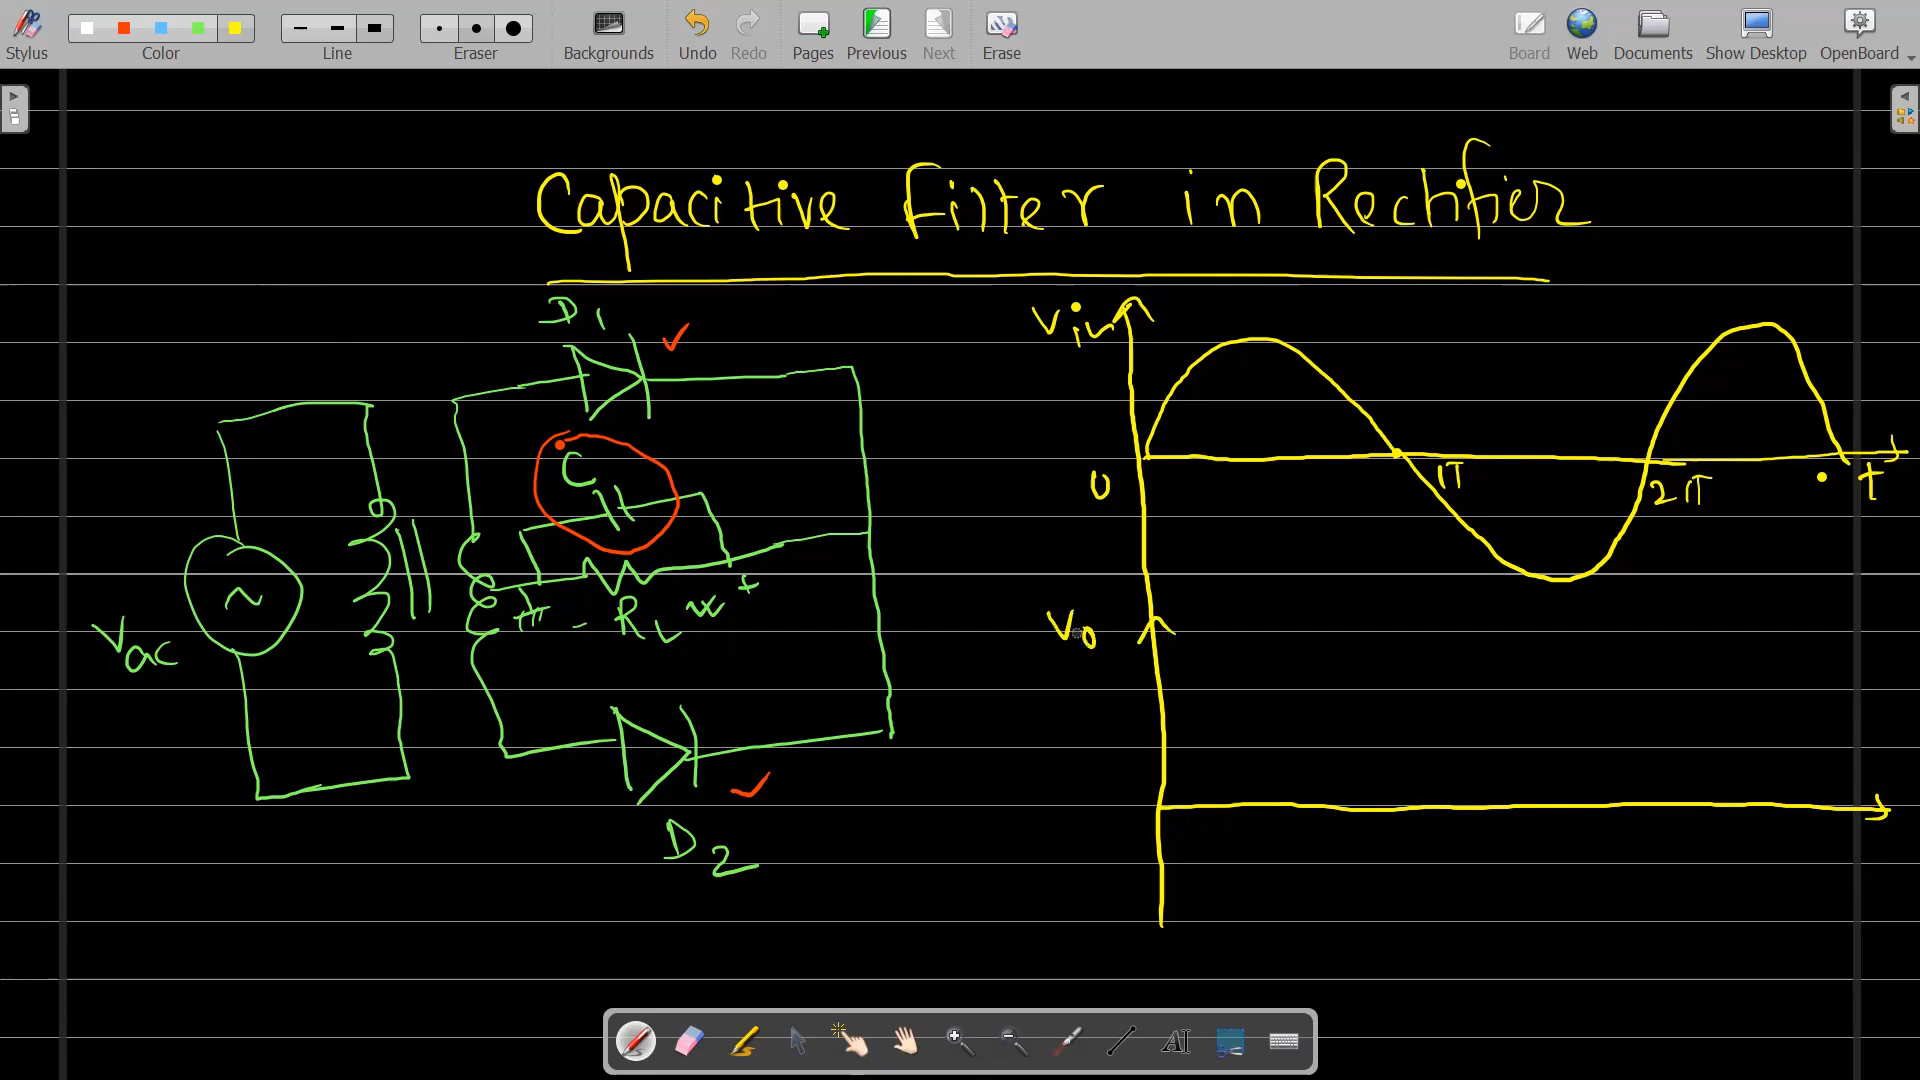 Stylus Color Line Eraser Backgrounds Undo Redo Pages Previous Next Erase Board Web Documents Show Desktop OpenBoard
Capacitive Filter in Rectifier
D1
Vin
C
0 π 2π t
- RL +
Vo
Vac
D2